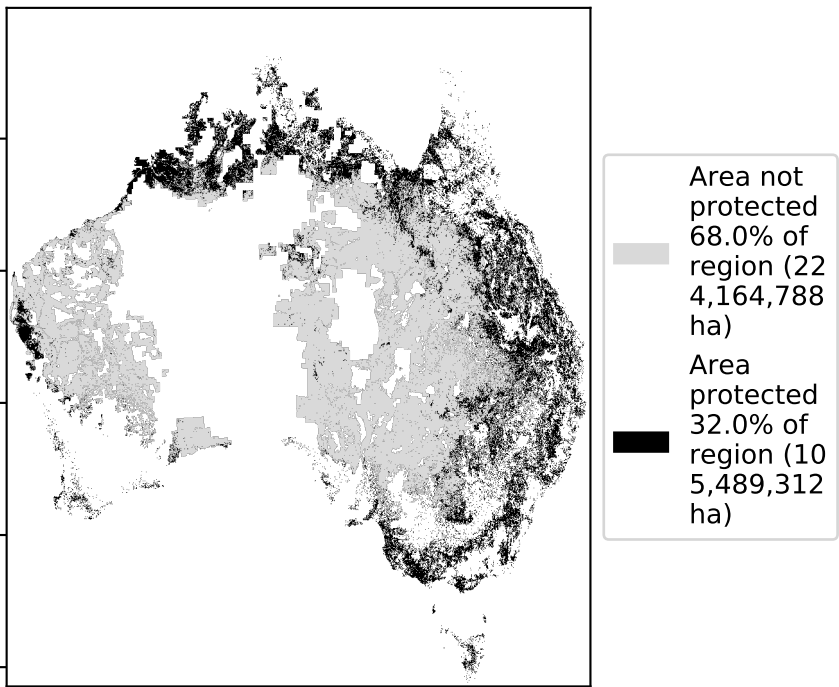 Area not
protected
68.0% of
region (22
4,164,788
ha)
Area
protected
32.0% of
region (10
5,489,312
ha)